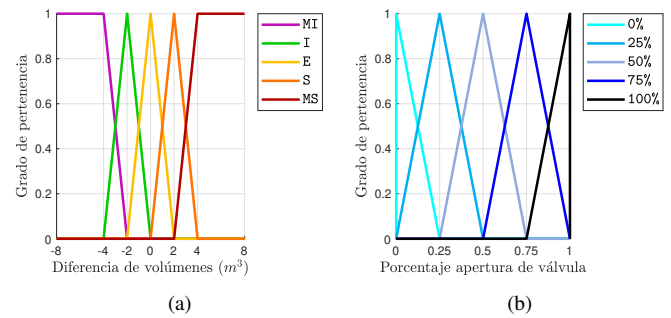 1
0.8
0.6
0.4
0.2
0
-8 -4 -2 0 2 4 8
Grado de pertenencia
Diferencia de volúmenes (m³)
MI
I
E
S
MS
(a)
1
0.8
0.6
0.4
0.2
0
0 0.25 0.5 0.75 1
Grado de pertenencia
Porcentaje apertura de válvula
0%
25%
50%
75%
100%
(b)